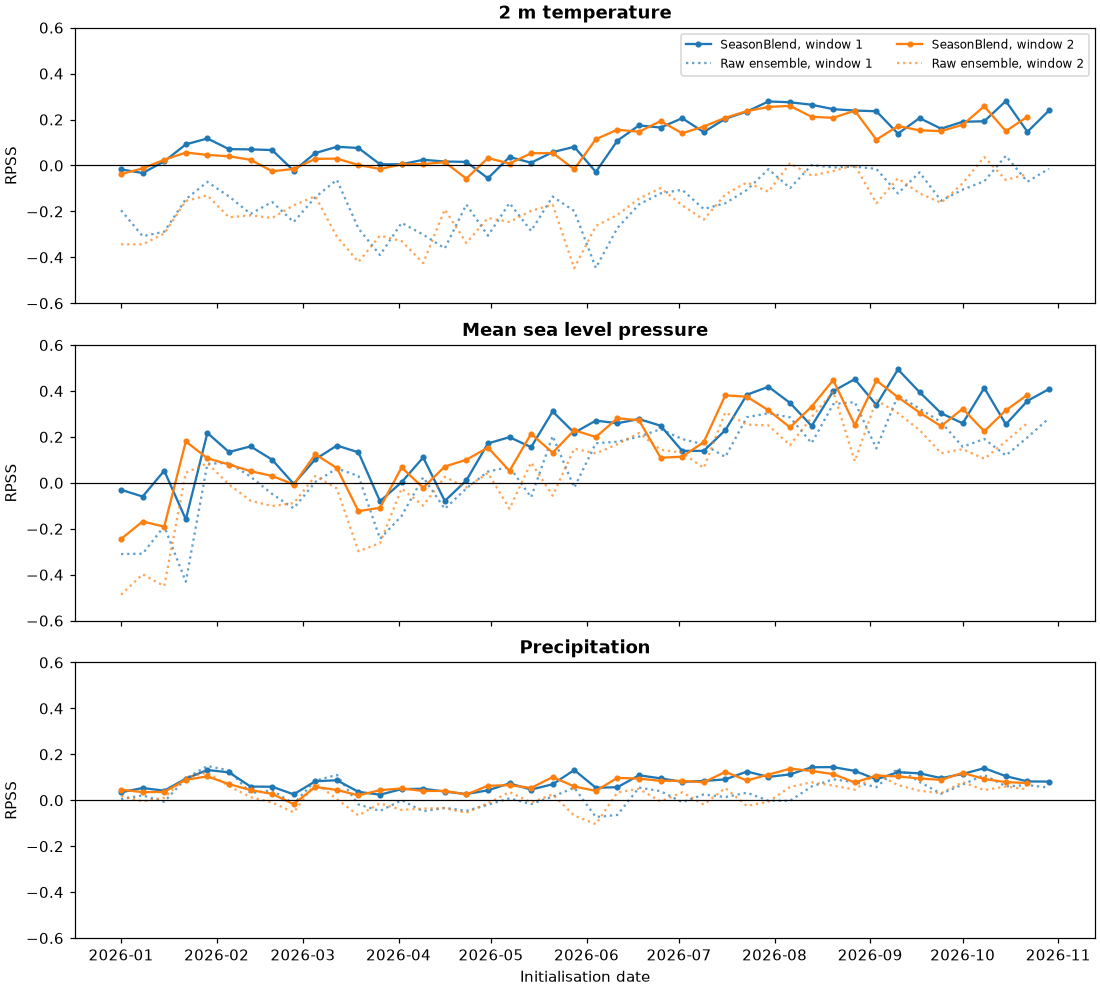 2 m temperature
RPSS
0.6
0.4
0.2
0.0
−0.2
−0.4
−0.6
SeasonBlend, window 1
Raw ensemble, window 1
SeasonBlend, window 2
Raw ensemble, window 2
Mean sea level pressure
RPSS
0.6
0.4
0.2
0.0
−0.2
−0.4
−0.6
Precipitation
RPSS
0.6
0.4
0.2
0.0
−0.2
−0.4
−0.6
2026-01 2026-02 2026-03 2026-04 2026-05 2026-06 2026-07 2026-08 2026-09 2026-10 2026-11
Initialisation date